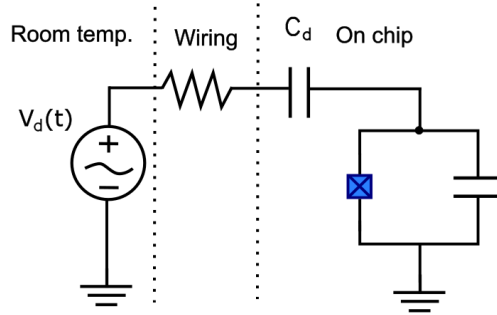 Room temp.
Wiring
C_d
On chip
V_d(t)
+
−